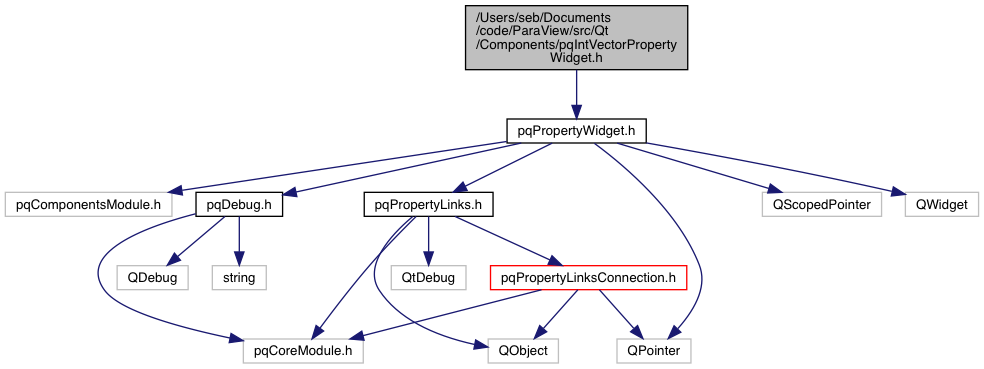 /Users/seb/Documents
/code/ParaView/src/Qt
/Components/pqIntVectorProperty
Widget.h
pqPropertyWidget.h
pqComponentsModule.h
pqDebug.h
pqPropertyLinks.h
QScopedPointer
QWidget
QDebug
string
QtDebug
pqPropertyLinksConnection.h
pqCoreModule.h
QObject
QPointer